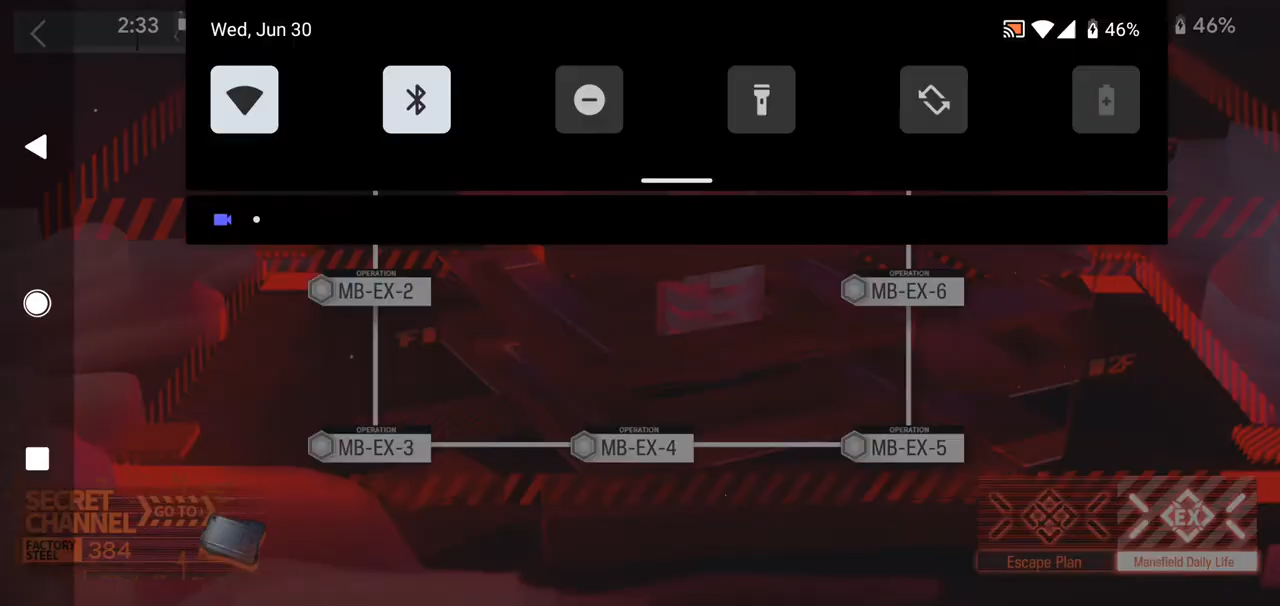 2:33
Wed, Jun 30
46%
46%
OPERATION
MB-EX-2
OPERATION
MB-EX-6
OPERATION
MB-EX-3
OPERATION
MB-EX-4
OPERATION
MB-EX-5
F1
2F
SECRET
CHANNEL
GO TO
FACTORY
STEEL
384
EX
Escape Plan
Mansfield Daily Life